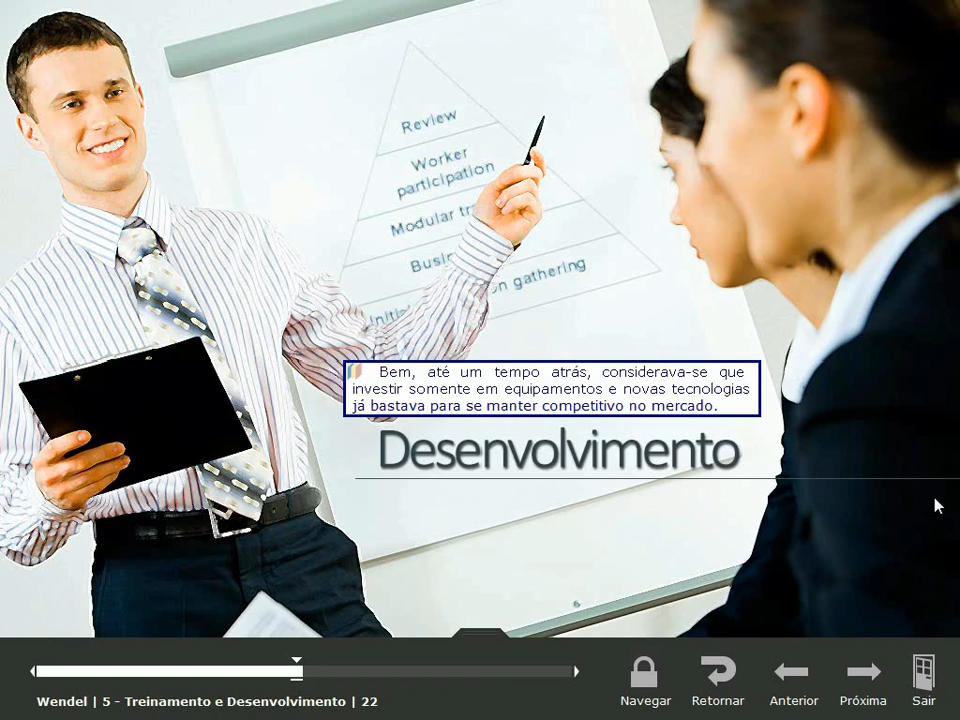 Review
Worker
participation
Modular
gathering
Bem, até um tempo atrás, considerava-se que
investir somente em equipamentos e novas tecnologias
já bastava para se manter competitivo no mercado.
Desenvolvimento
Wendel | 5 - Treinamento e Desenvolvimento | 22
Navegar
Retornar
Anterior
Próxima
Sair